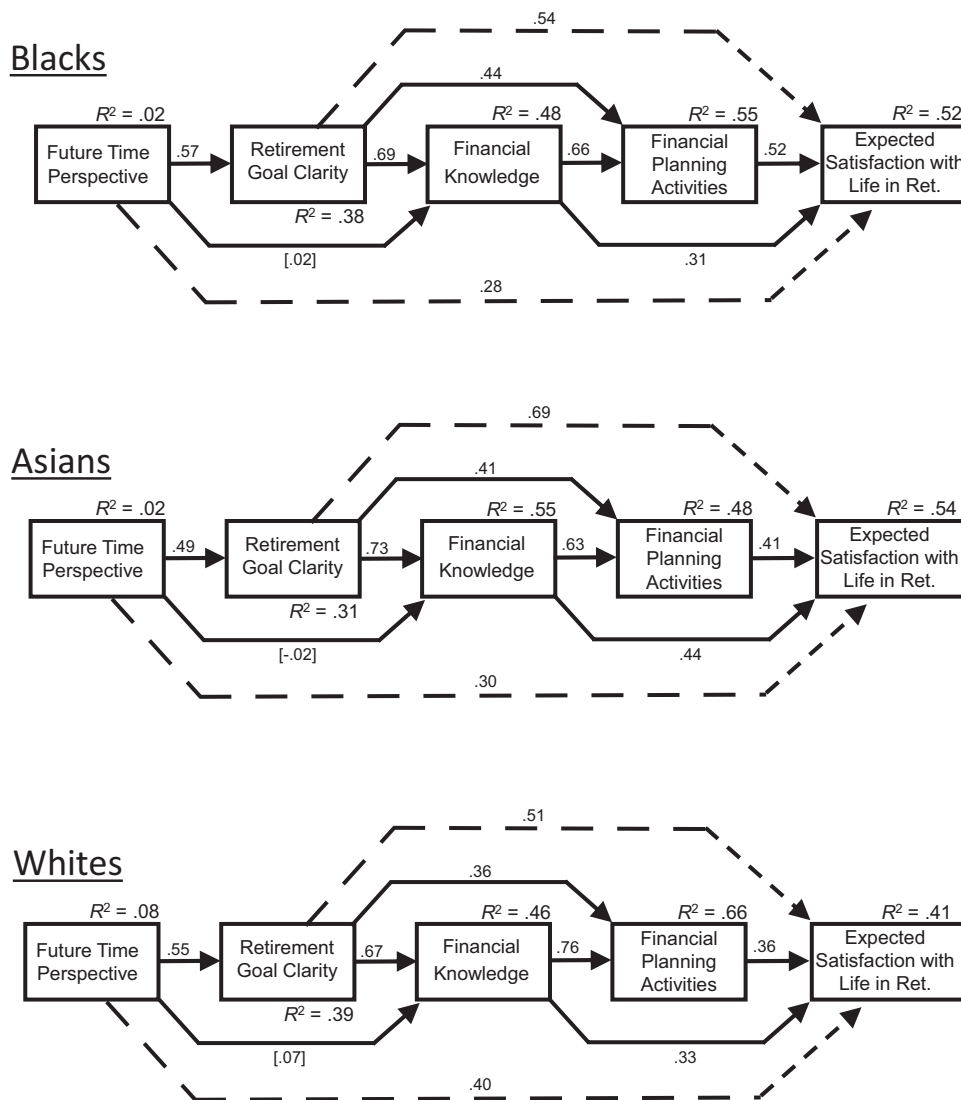 .54
Blacks
.44
R² = .02
R² = .48
R² = .55
R² = .52
Future Time
Perspective
.57
Retirement
Goal Clarity
.69
Financial
Knowledge
.66
Financial
Planning
Activities
.52
Expected
Satisfaction with
Life in Ret.
R² = .38
[.02]
.31
.28
.69
Asians
.41
R² = .02
R² = .55
R² = .48
R² = .54
Future Time
Perspective
.49
Retirement
Goal Clarity
.73
Financial
Knowledge
.63
Financial
Planning
Activities
.41
Expected
Satisfaction with
Life in Ret.
R² = .31
[-.02]
.44
.30
.51
Whites
.36
R² = .08
R² = .46
R² = .66
R² = .41
Future Time
Perspective
.55
Retirement
Goal Clarity
.67
Financial
Knowledge
.76
Financial
Planning
Activities
.36
Expected
Satisfaction with
Life in Ret.
R² = .39
[.07]
.33
.40